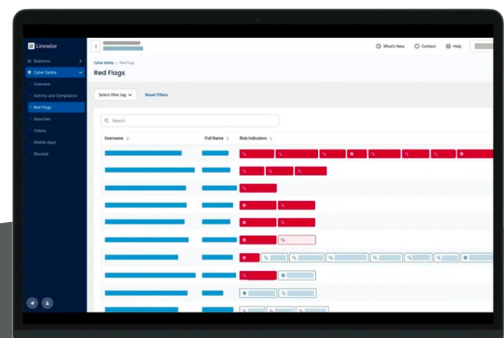 Linewize
What's New
Contact
Help
Statistics
Cyber Safety
Cyber Safety / Red Flags
Red Flags
Overview
Activity and Compliance
Select filter tag
Reset Filters
Red Flags
Searches
Search
Videos
Mobile Apps
Username
Full Name
Risk Indicators
Blocked